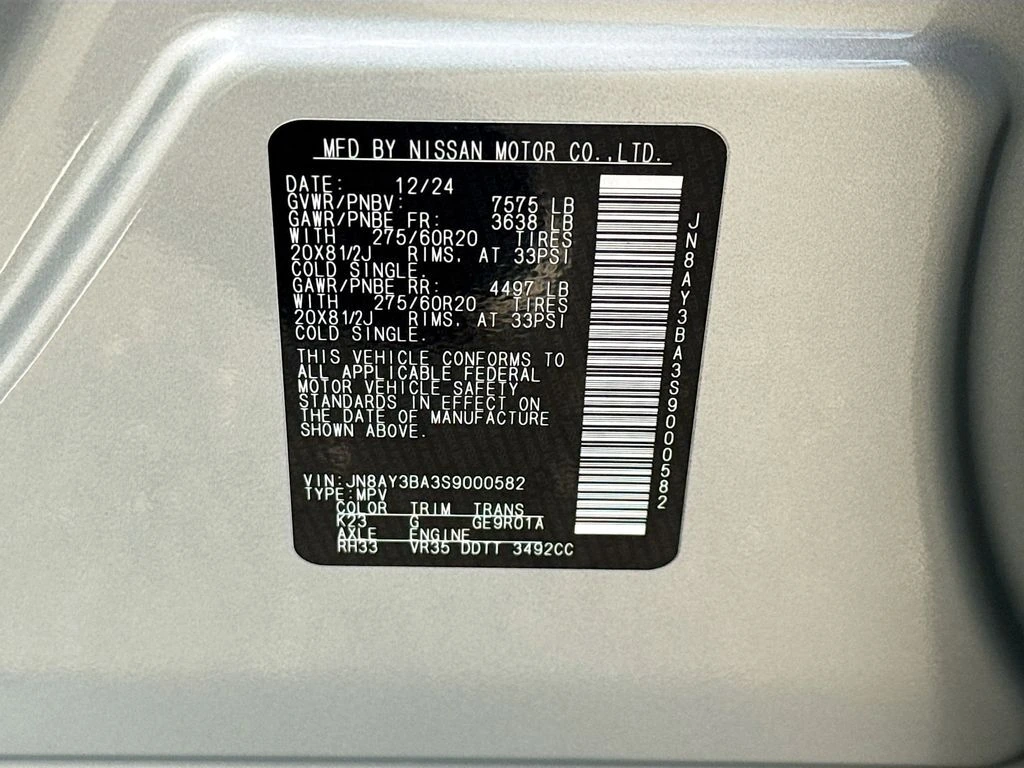 MFD BY NISSAN MOTOR CO.,LTD.
DATE: 12/24
GVWR/PNBV: 7575 LB
GAWR/PNBE FR: 3638 LB
WITH 275/60R20 TIRES
20X81/2J RIMS, AT 33PSI
COLD SINGLE.
GAWR/PNBE RR: 4497 LB
WITH 275/60R20 TIRES
20X81/2J RIMS, AT 33PSI
COLD SINGLE.
THIS VEHICLE CONFORMS TO
ALL APPLICABLE FEDERAL
MOTOR VEHICLE SAFETY
STANDARDS IN EFFECT ON
THE DATE OF MANUFACTURE
SHOWN ABOVE.
VIN:JN8AY3BA3S9000582
TYPE:MPV
COLOR TRIM TRANS
K23 G GE9R01A
AXLE ENGINE
RH33 VR35 DDTT 3492CC
JN8AY3BA3S9000582